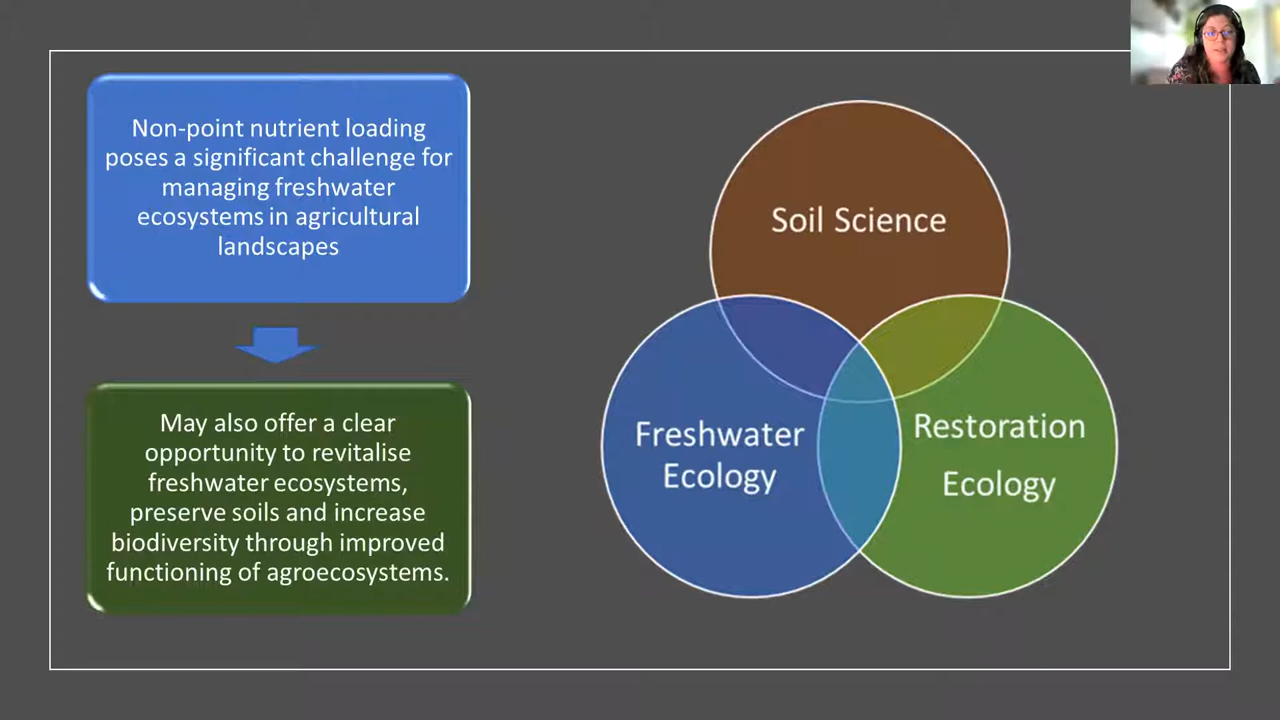 Non-point nutrient loading
poses a significant challenge for
managing freshwater
ecosystems in agricultural
landscapes
May also offer a clear
opportunity to revitalise
freshwater ecosystems,
preserve soils and increase
biodiversity through improved
functioning of agroecosystems.
Soil Science
Freshwater
Ecology
Restoration
Ecology